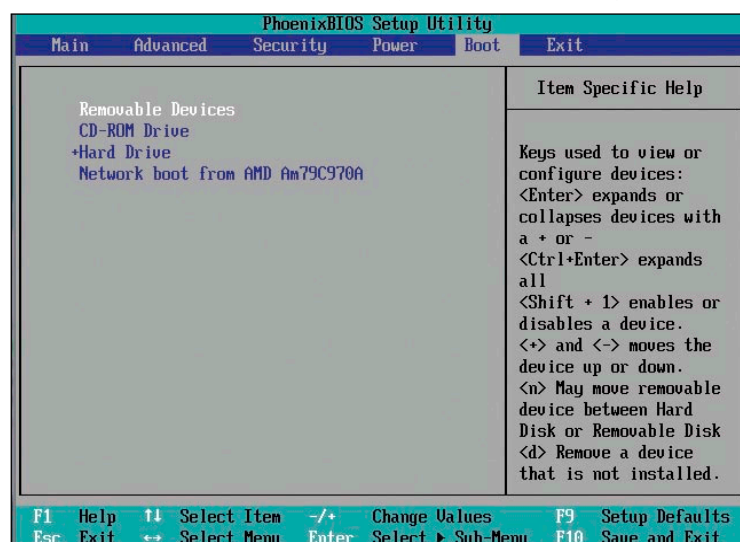 PhoenixBIOS Setup Utility
Main Advanced Security Power Boot Exit
Removable Devices
CD-ROM Drive
+Hard Drive
Network boot from AMD Am79C970A
Item Specific Help
Keys used to view or
configure devices:
<Enter> expands or
collapses devices with
a + or -
<Ctrl+Enter> expands
all
<Shift + 1> enables or
disables a device.
<+> and <-> moves the
device up or down.
<n> May move removable
device between Hard
Disk or Removable Disk
<d> Remove a device
that is not installed.
F1 Help ↑↓ Select Item -/+ Change Values F9 Setup Defaults
Esc Exit ↔ Select Menu Enter Select ▶ Sub-Menu F10 Save and Exit